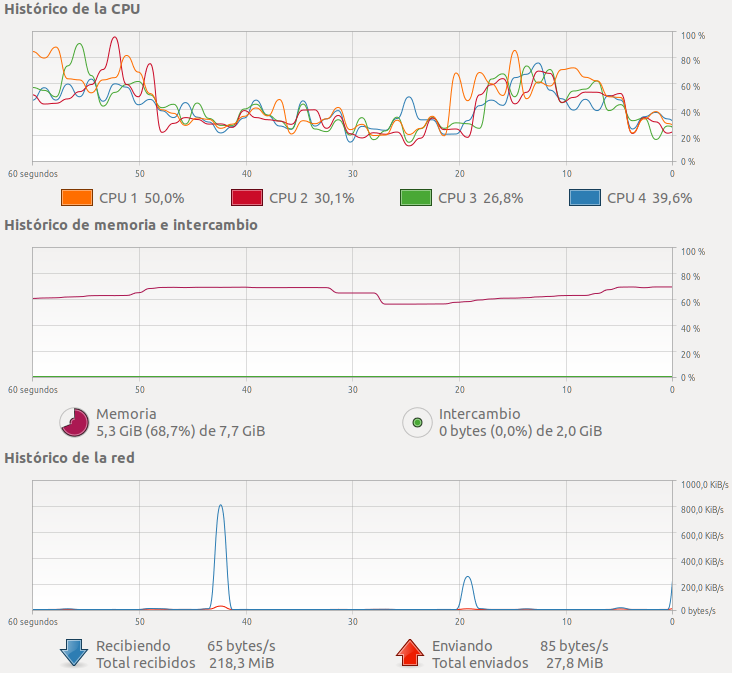 Histórico de la CPU
100 %
80 %
60 %
40 %
20 %
0 %
60 segundos 50 40 30 20 10 0
CPU 1 50,0% CPU 2 30,1% CPU 3 26,8% CPU 4 39,6%
Histórico de memoria e intercambio
100 %
80 %
60 %
40 %
20 %
0 %
60 segundos 50 40 30 20 10 0
Memoria Intercambio
5,3 GiB (68,7%) de 7,7 GiB 0 bytes (0,0%) de 2,0 GiB
Histórico de la red
1000,0 KiB/s
800,0 KiB/s
600,0 KiB/s
400,0 KiB/s
200,0 KiB/s
0 bytes/s
60 segundos 50 40 30 20 10 0
Recibiendo 65 bytes/s Enviando 85 bytes/s
Total recibidos 218,3 MiB Total enviados 27,8 MiB